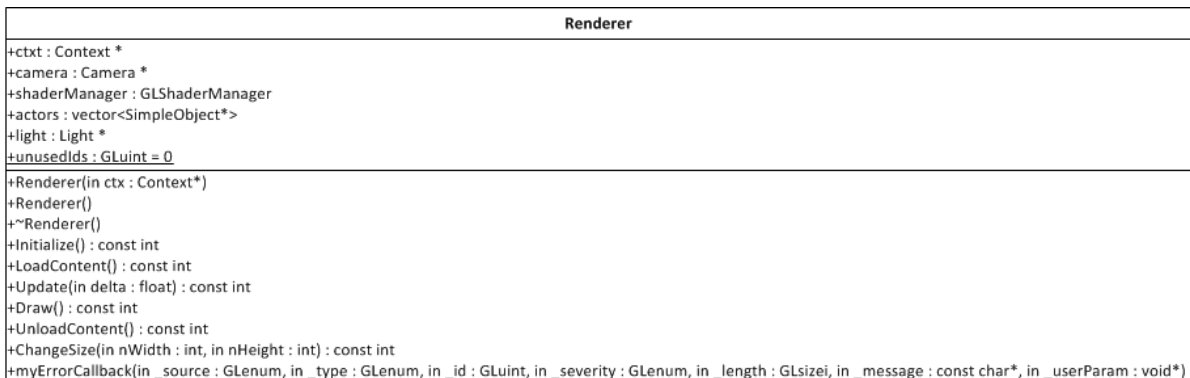 Renderer
+ctxt : Context *
+camera : Camera *
+shaderManager : GLShaderManager
+actors : vector<SimpleObject*>
+light : Light *
+unusedIds : GLuint = 0
+Renderer(in ctx : Context*)
+Renderer()
+~Renderer()
+Initialize() : const int
+LoadContent() : const int
+Update(in delta : float) : const int
+Draw() : const int
+UnloadContent() : const int
+ChangeSize(in nWidth : int, in nHeight : int) : const int
+myErrorCallback(in _source : GLenum, in _type : GLenum, in _id : GLuint, in _severity : GLenum, in _length : GLsizei, in _message : const char*, in _userParam : void*)